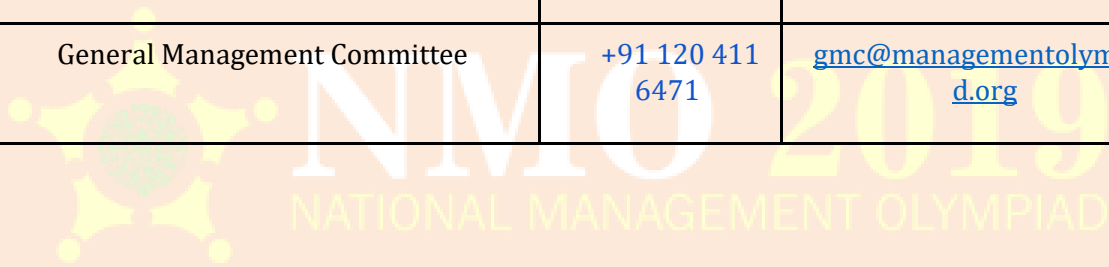 General Management Committee
+91 120 411
6471
gmc@managementolym
d.org
NMO 2019
NATIONAL MANAGEMENT OLYMPIAD